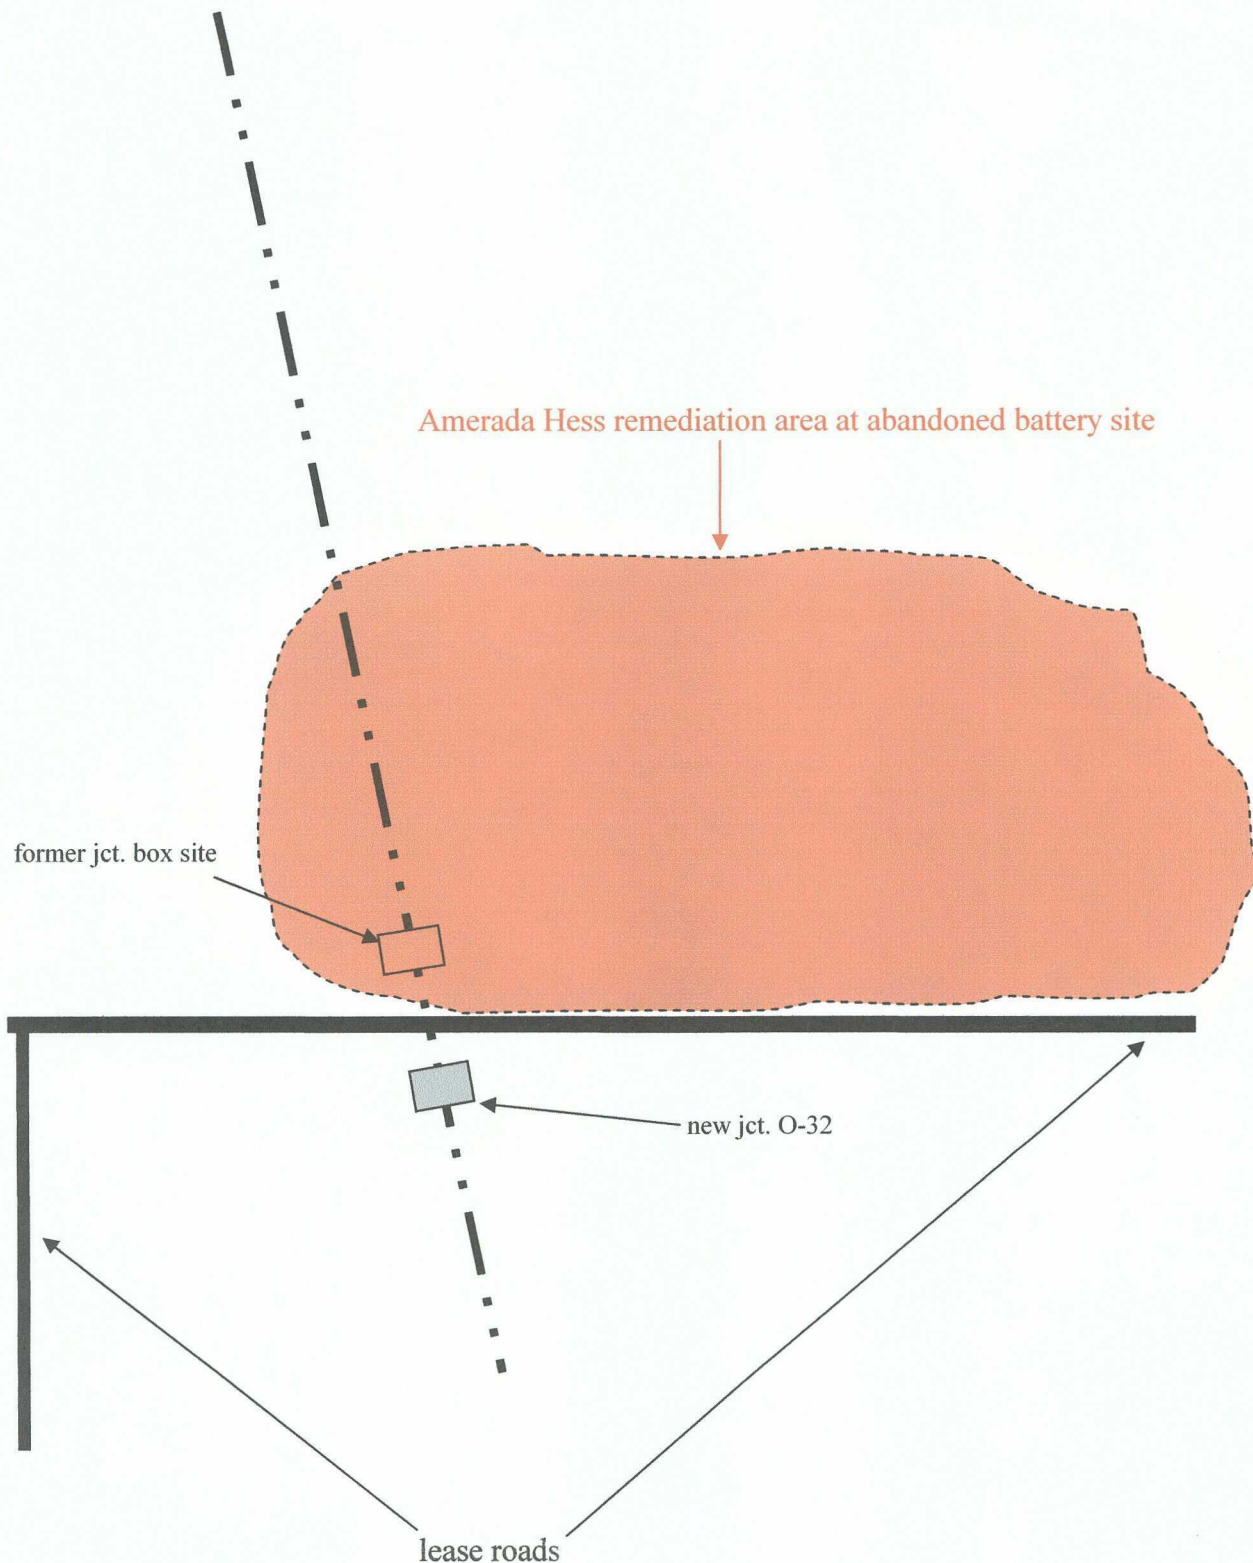 Amerada Hess remediation area at abandoned battery site
former jct. box site
new jct. O-32
lease roads